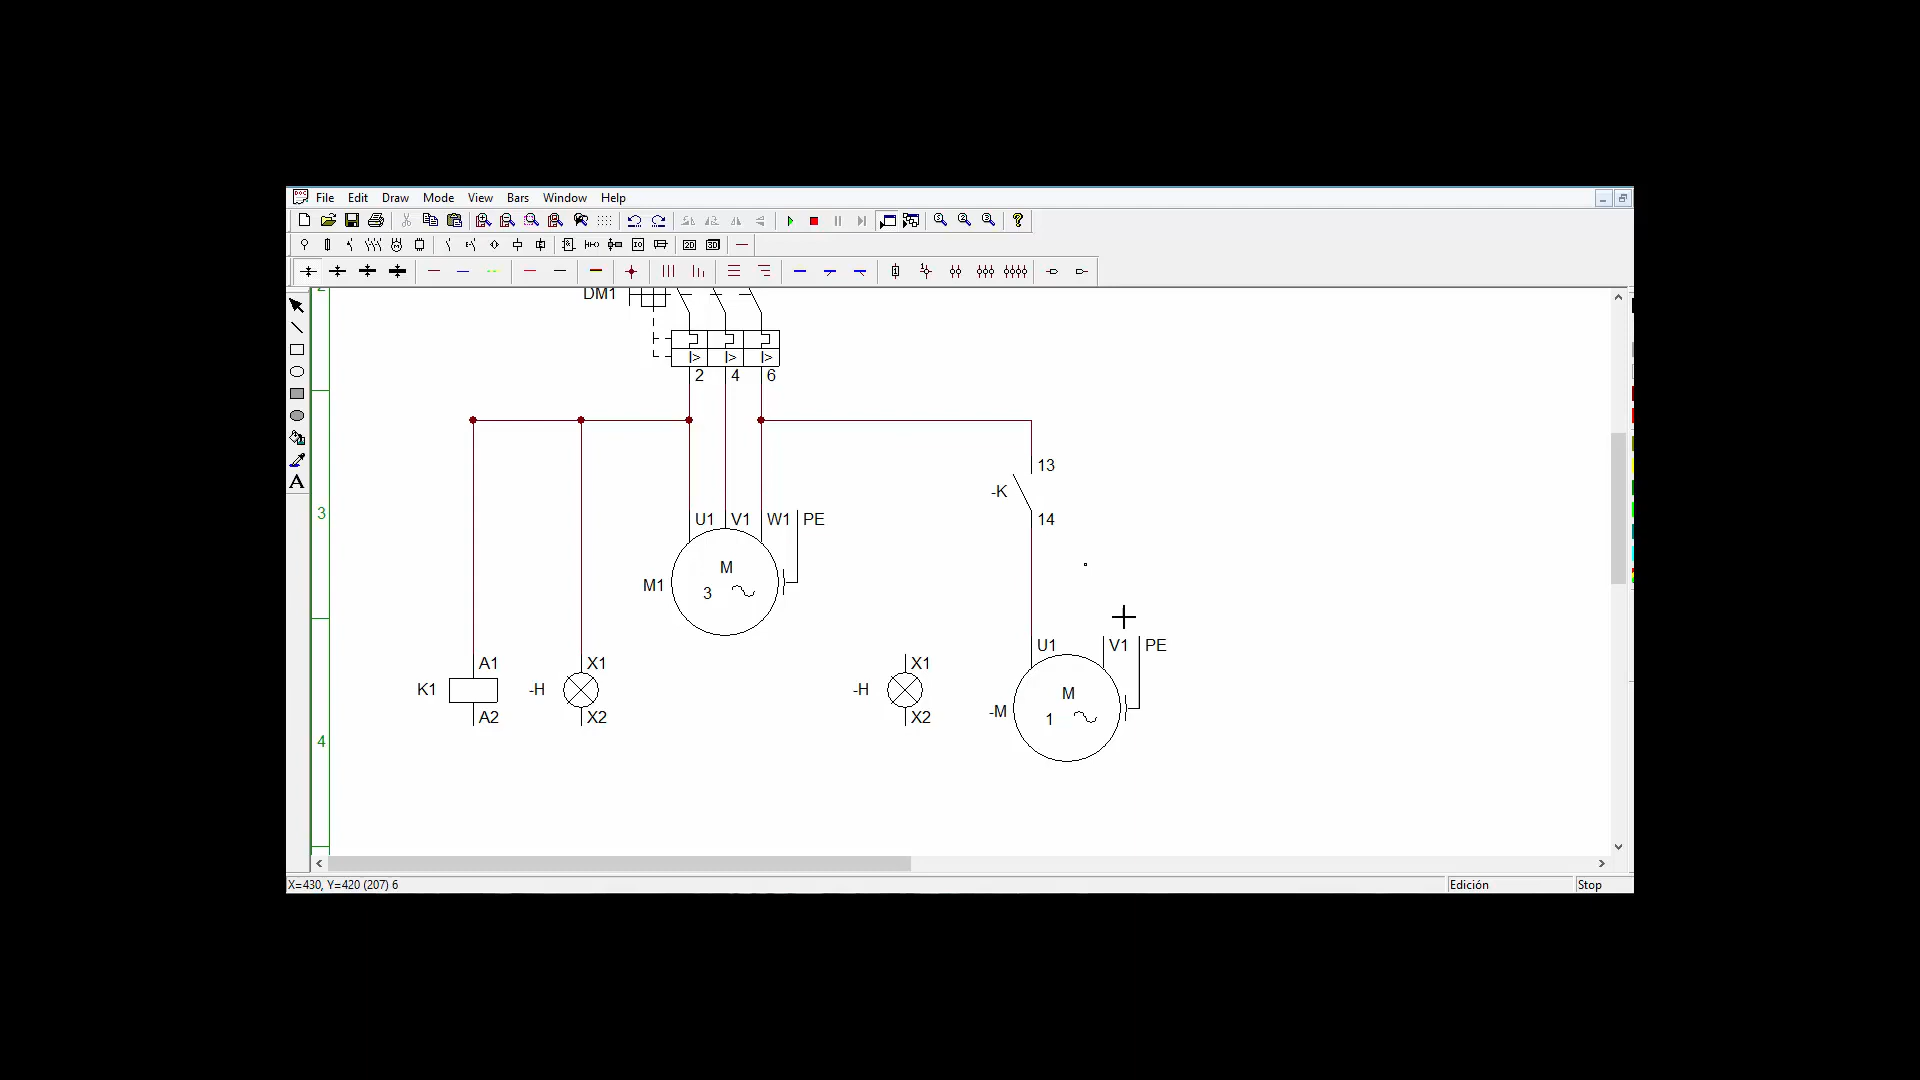 File Edit Draw Mode View Bars Window Help
DM1
I> I> I>
2 4 6
13
-K
14
3
U1 V1 W1 PE
M
M1
3
U1 V1 PE
A1 X1 X1
K1 -H -H
A2 X2 X2
M
-M
1
4
X=430, Y=420 (207) 6 Edición Stop